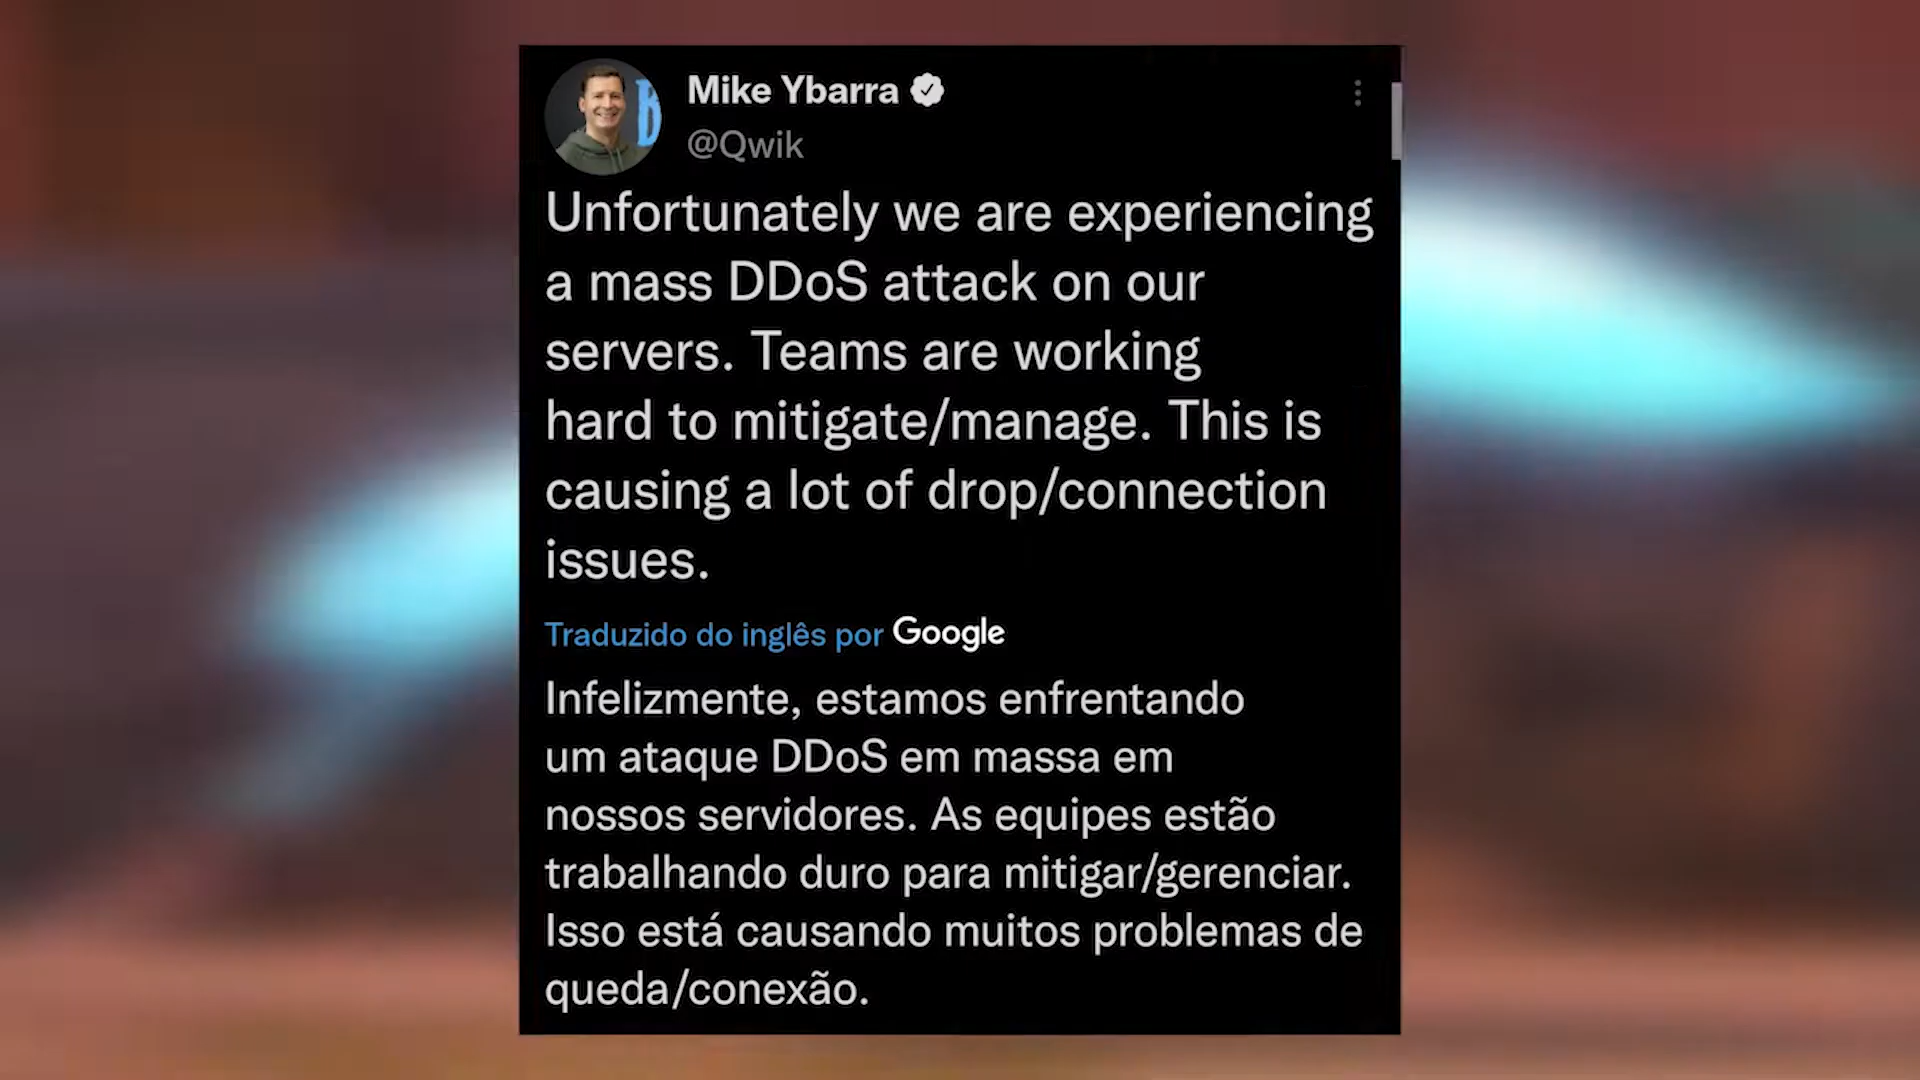 Mike Ybarra
@Qwik
Unfortunately we are experiencing
a mass DDoS attack on our
servers. Teams are working
hard to mitigate/manage. This is
causing a lot of drop/connection
issues.
Traduzido do inglês por Google
Infelizmente, estamos enfrentando
um ataque DDoS em massa em
nossos servidores. As equipes estão
trabalhando duro para mitigar/gerenciar.
Isso está causando muitos problemas de
queda/conexão.